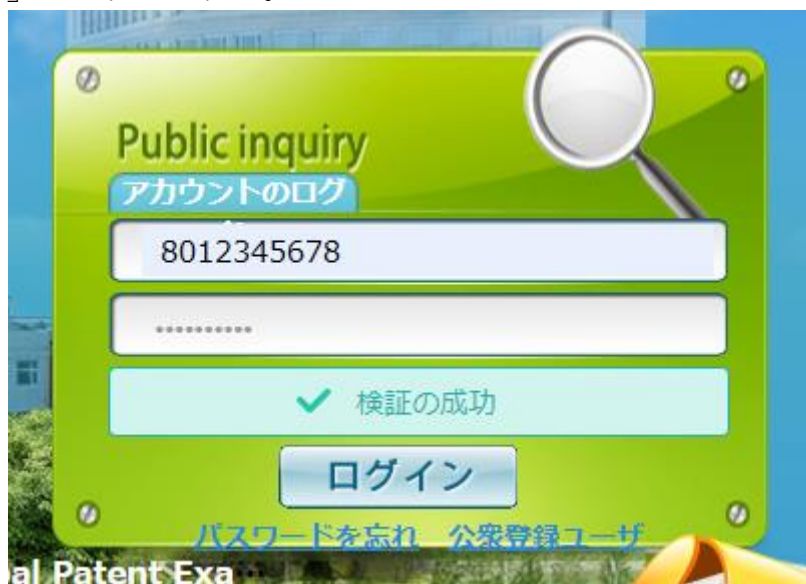 Public inquiry
アカウントのログ
8012345678
••••••••••
検証の成功
ログイン
パスワードを忘れ 公衆登録ユーザ
al Patent Exa